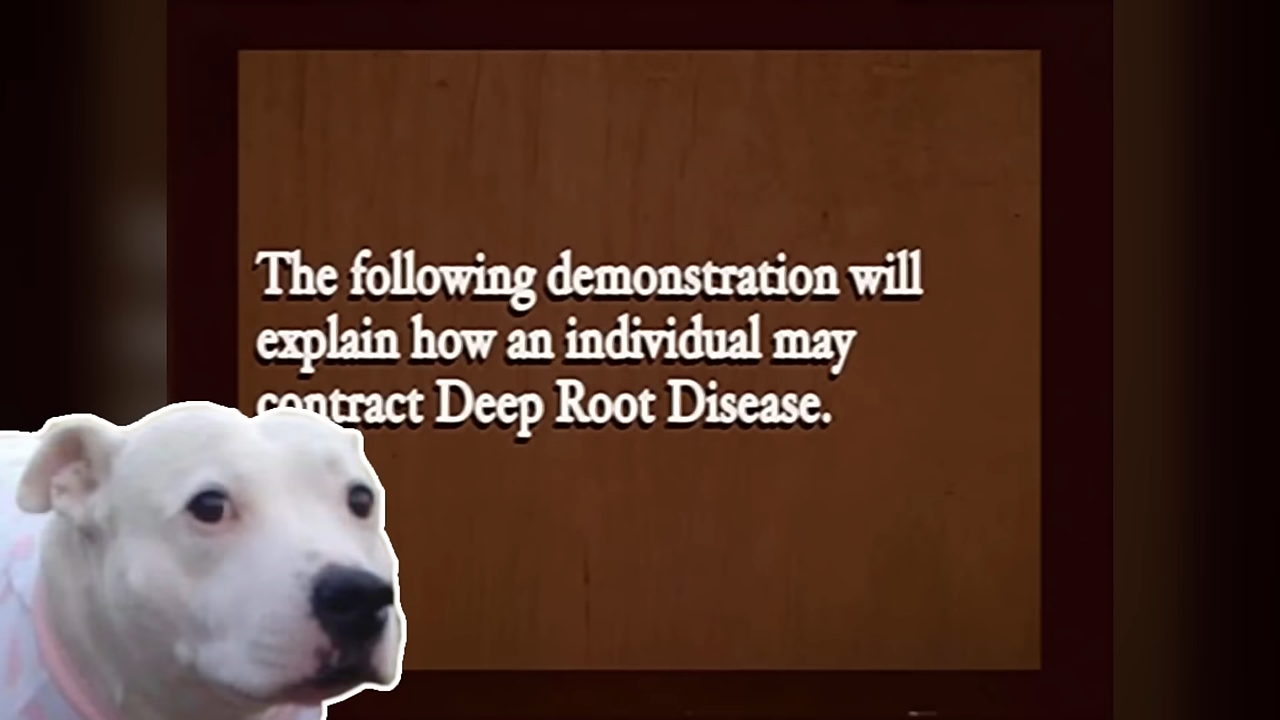 The following demonstration will
explain how an individual may
contract Deep Root Disease.